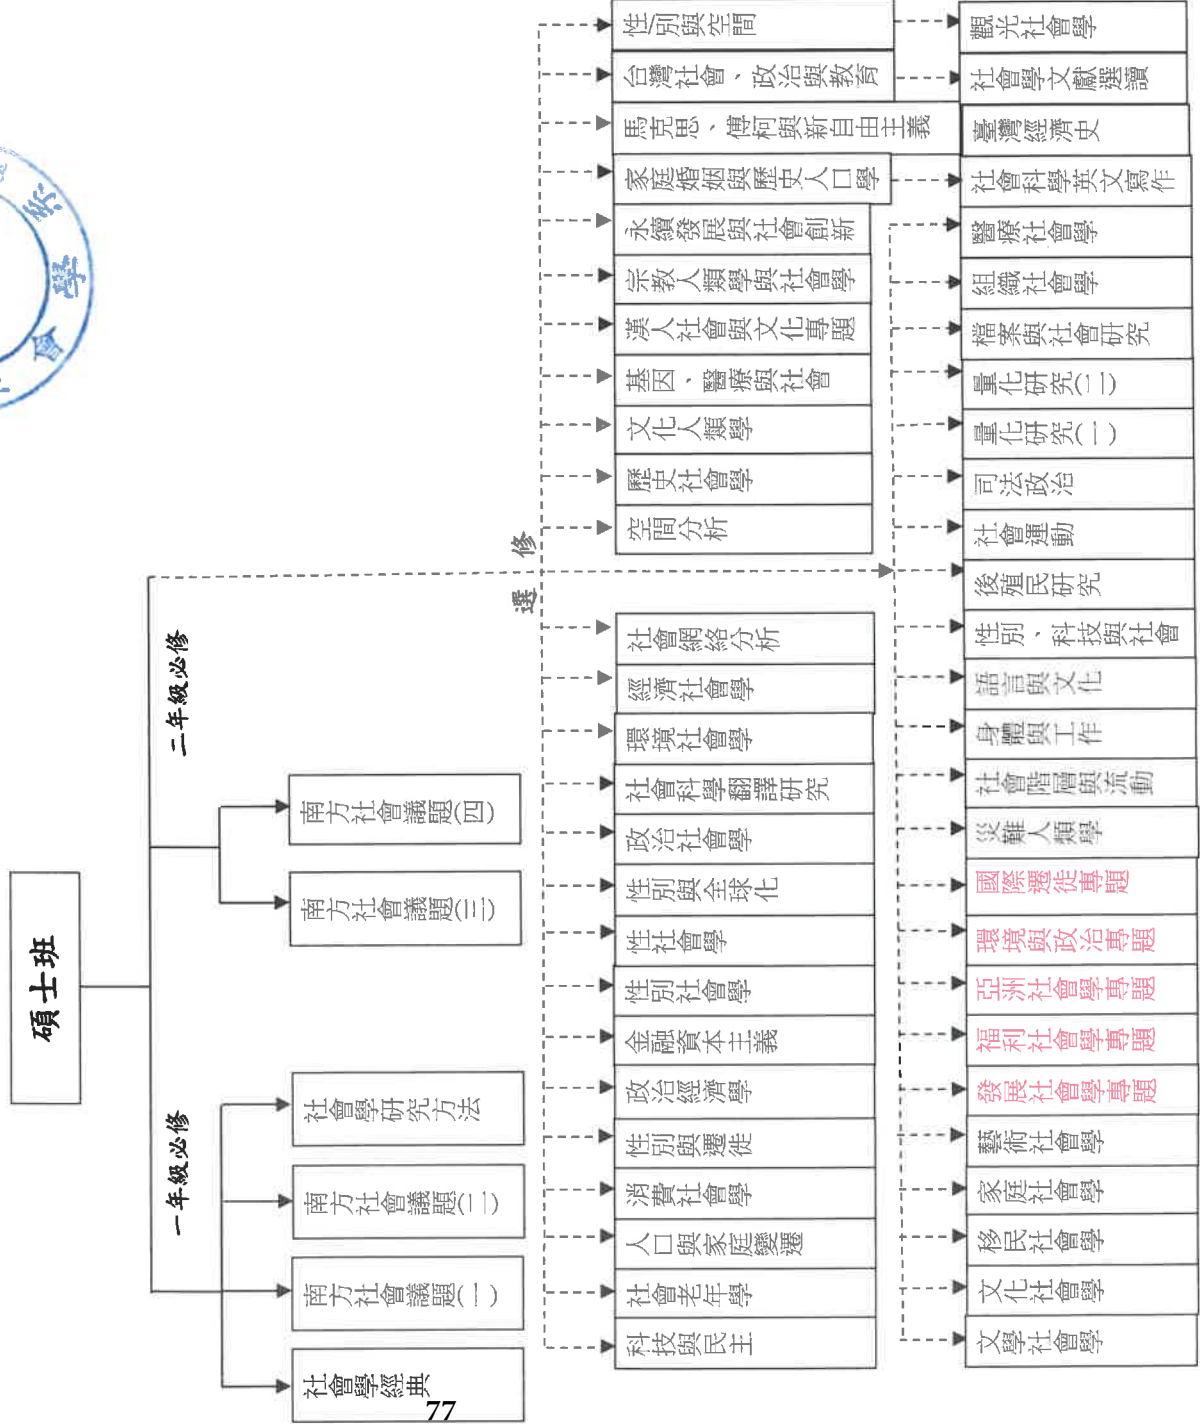 碩士班
一年級必修
二年級必修
社會學經典
南方社會議題(一)
南方社會議題(二)
社會學研究方法
南方社會議題(三)
南方社會議題(四)
選修
科技與民主
社會老年學
人口與家庭變遷
消費社會學
性別與遷徙
政治經濟學
金融資本主義
性別社會學
性社會學
性別與全球化
政治社會學
社會科學翻譯研究
環境社會學
經濟社會學
社會網絡分析
空間分析
歷史社會學
文化人類學
基因、醫療與社會
漢人社會與文化專題
宗教人類學與社會學
永續發展與社會創新
家庭婚姻與歷史人口學
馬克思、傅柯與新自由主義
台灣社會、政治與教育
性/別與空間
文學社會學
文化社會學
移民社會學
家庭社會學
藝術社會學
發展社會學專題
福利社會學專題
亞洲社會學專題
環境與政治專題
國際遷徙專題
災難人類學
社會階層與流動
身體與工作
語言與文化
性別、科技與社會
後殖民研究
社會運動
司法政治
量化研究(一)
量化研究(二)
檔案與社會研究
組織社會學
醫療社會學
社會科學英文寫作
臺灣經濟史
社會學文獻選讀
觀光社會學
77